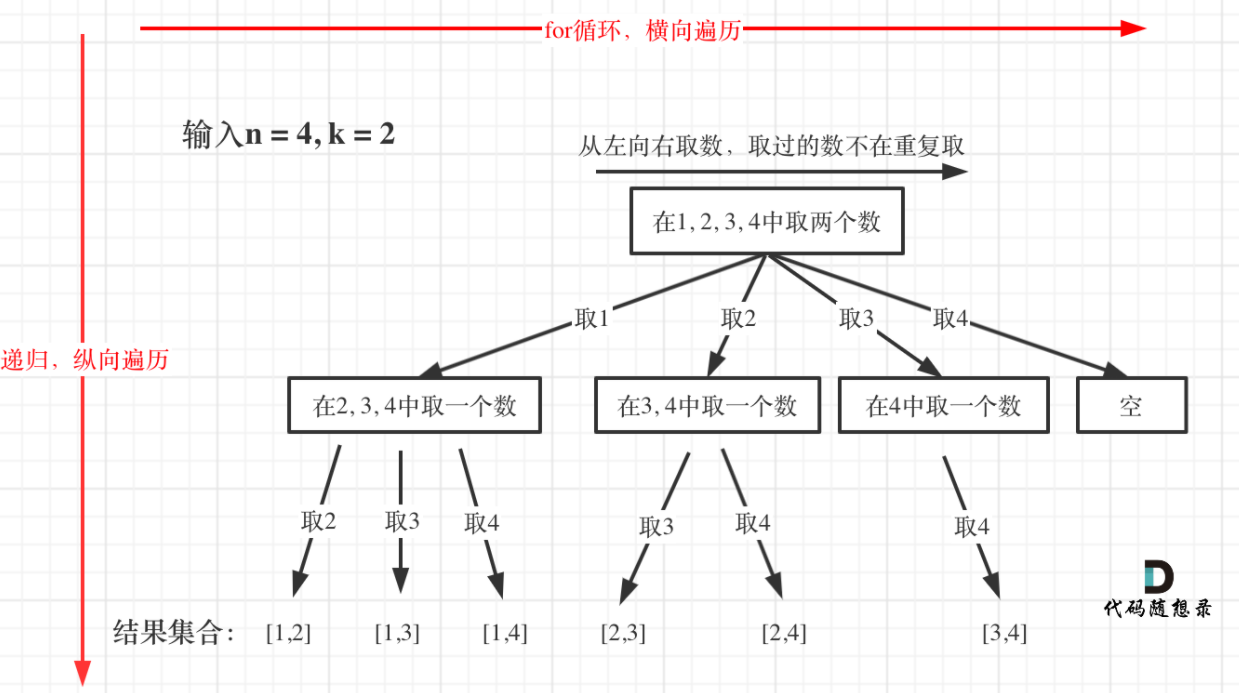 for循环，横向遍历
输入n = 4, k = 2
从左向右取数，取过的数不在重复取
在1, 2, 3, 4中取两个数
取1
取2
取3
取4
递归，纵向遍历
在2, 3, 4中取一个数
在3, 4中取一个数
在4中取一个数
空
取2
取3
取4
取3
取4
取4
代码随想录
结果集合： [1,2] [1,3] [1,4] [2,3] [2,4] [3,4]